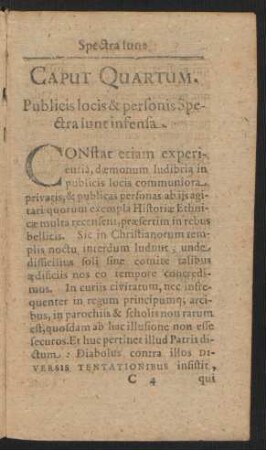 Spectra sunt
CAPUT QUARTUM.
Publicis locis & personis Spe-
ctra sunt infensa.
CONstat etiam experi-
entiâ, dæmonum ludibria in
publicis locis communiora
privatis, & publicas personas ab ijs agi-
tari: quorum exempla Historiæ Ethni-
cæ multa recensent, præsertim in rebus
bellicis. Sic in Christianorum tem-
plis noctu interdum ludunt, unde
difficilius soli sine comite talibus
ædificiis nos eo tempore concredi-
mus. In curiis civitatum, nec infre-
quenter in regum principumq; arci-
bus, in parochiis & scholis non rarum
est, quosdam ab hac illusione non esse
securos. Et huc pertinet illud Patris di-
ctum: Diabolus contra illos DI-
VERSIS TENTATIONIBUS insistit,
C 4 qui